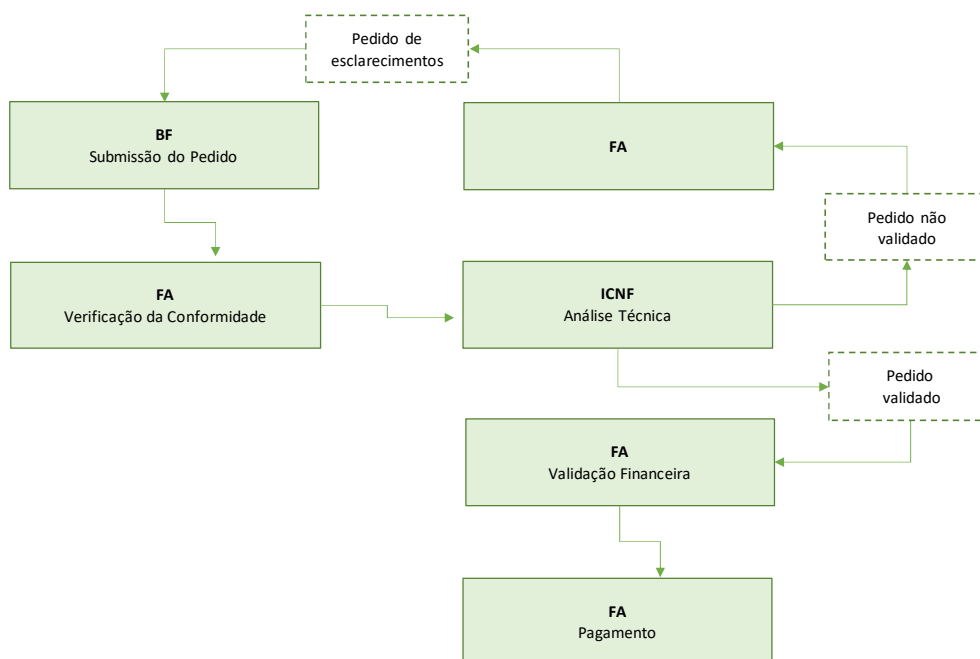 Pedido de
esclarecimentos
BF
Submissão do Pedido
FA
Pedido não
validado
FA
Verificação da Conformidade
ICNF
Análise Técnica
Pedido
validado
FA
Validação Financeira
FA
Pagamento